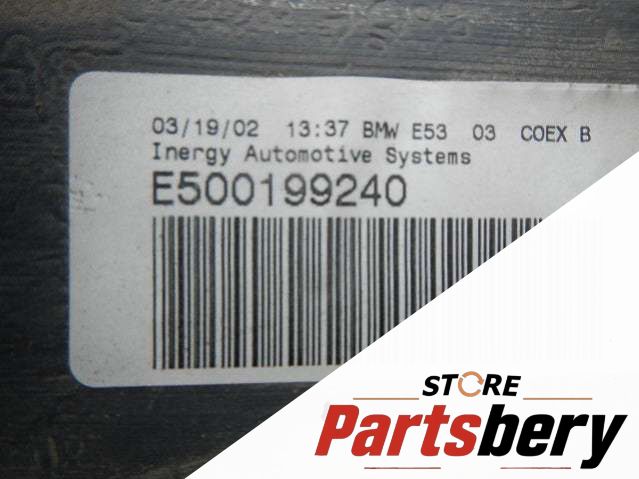 03/19/02 13:37 BMW E53 03 COEX B
Inergy Automotive Systems
E500199240
STORE
Partsbery